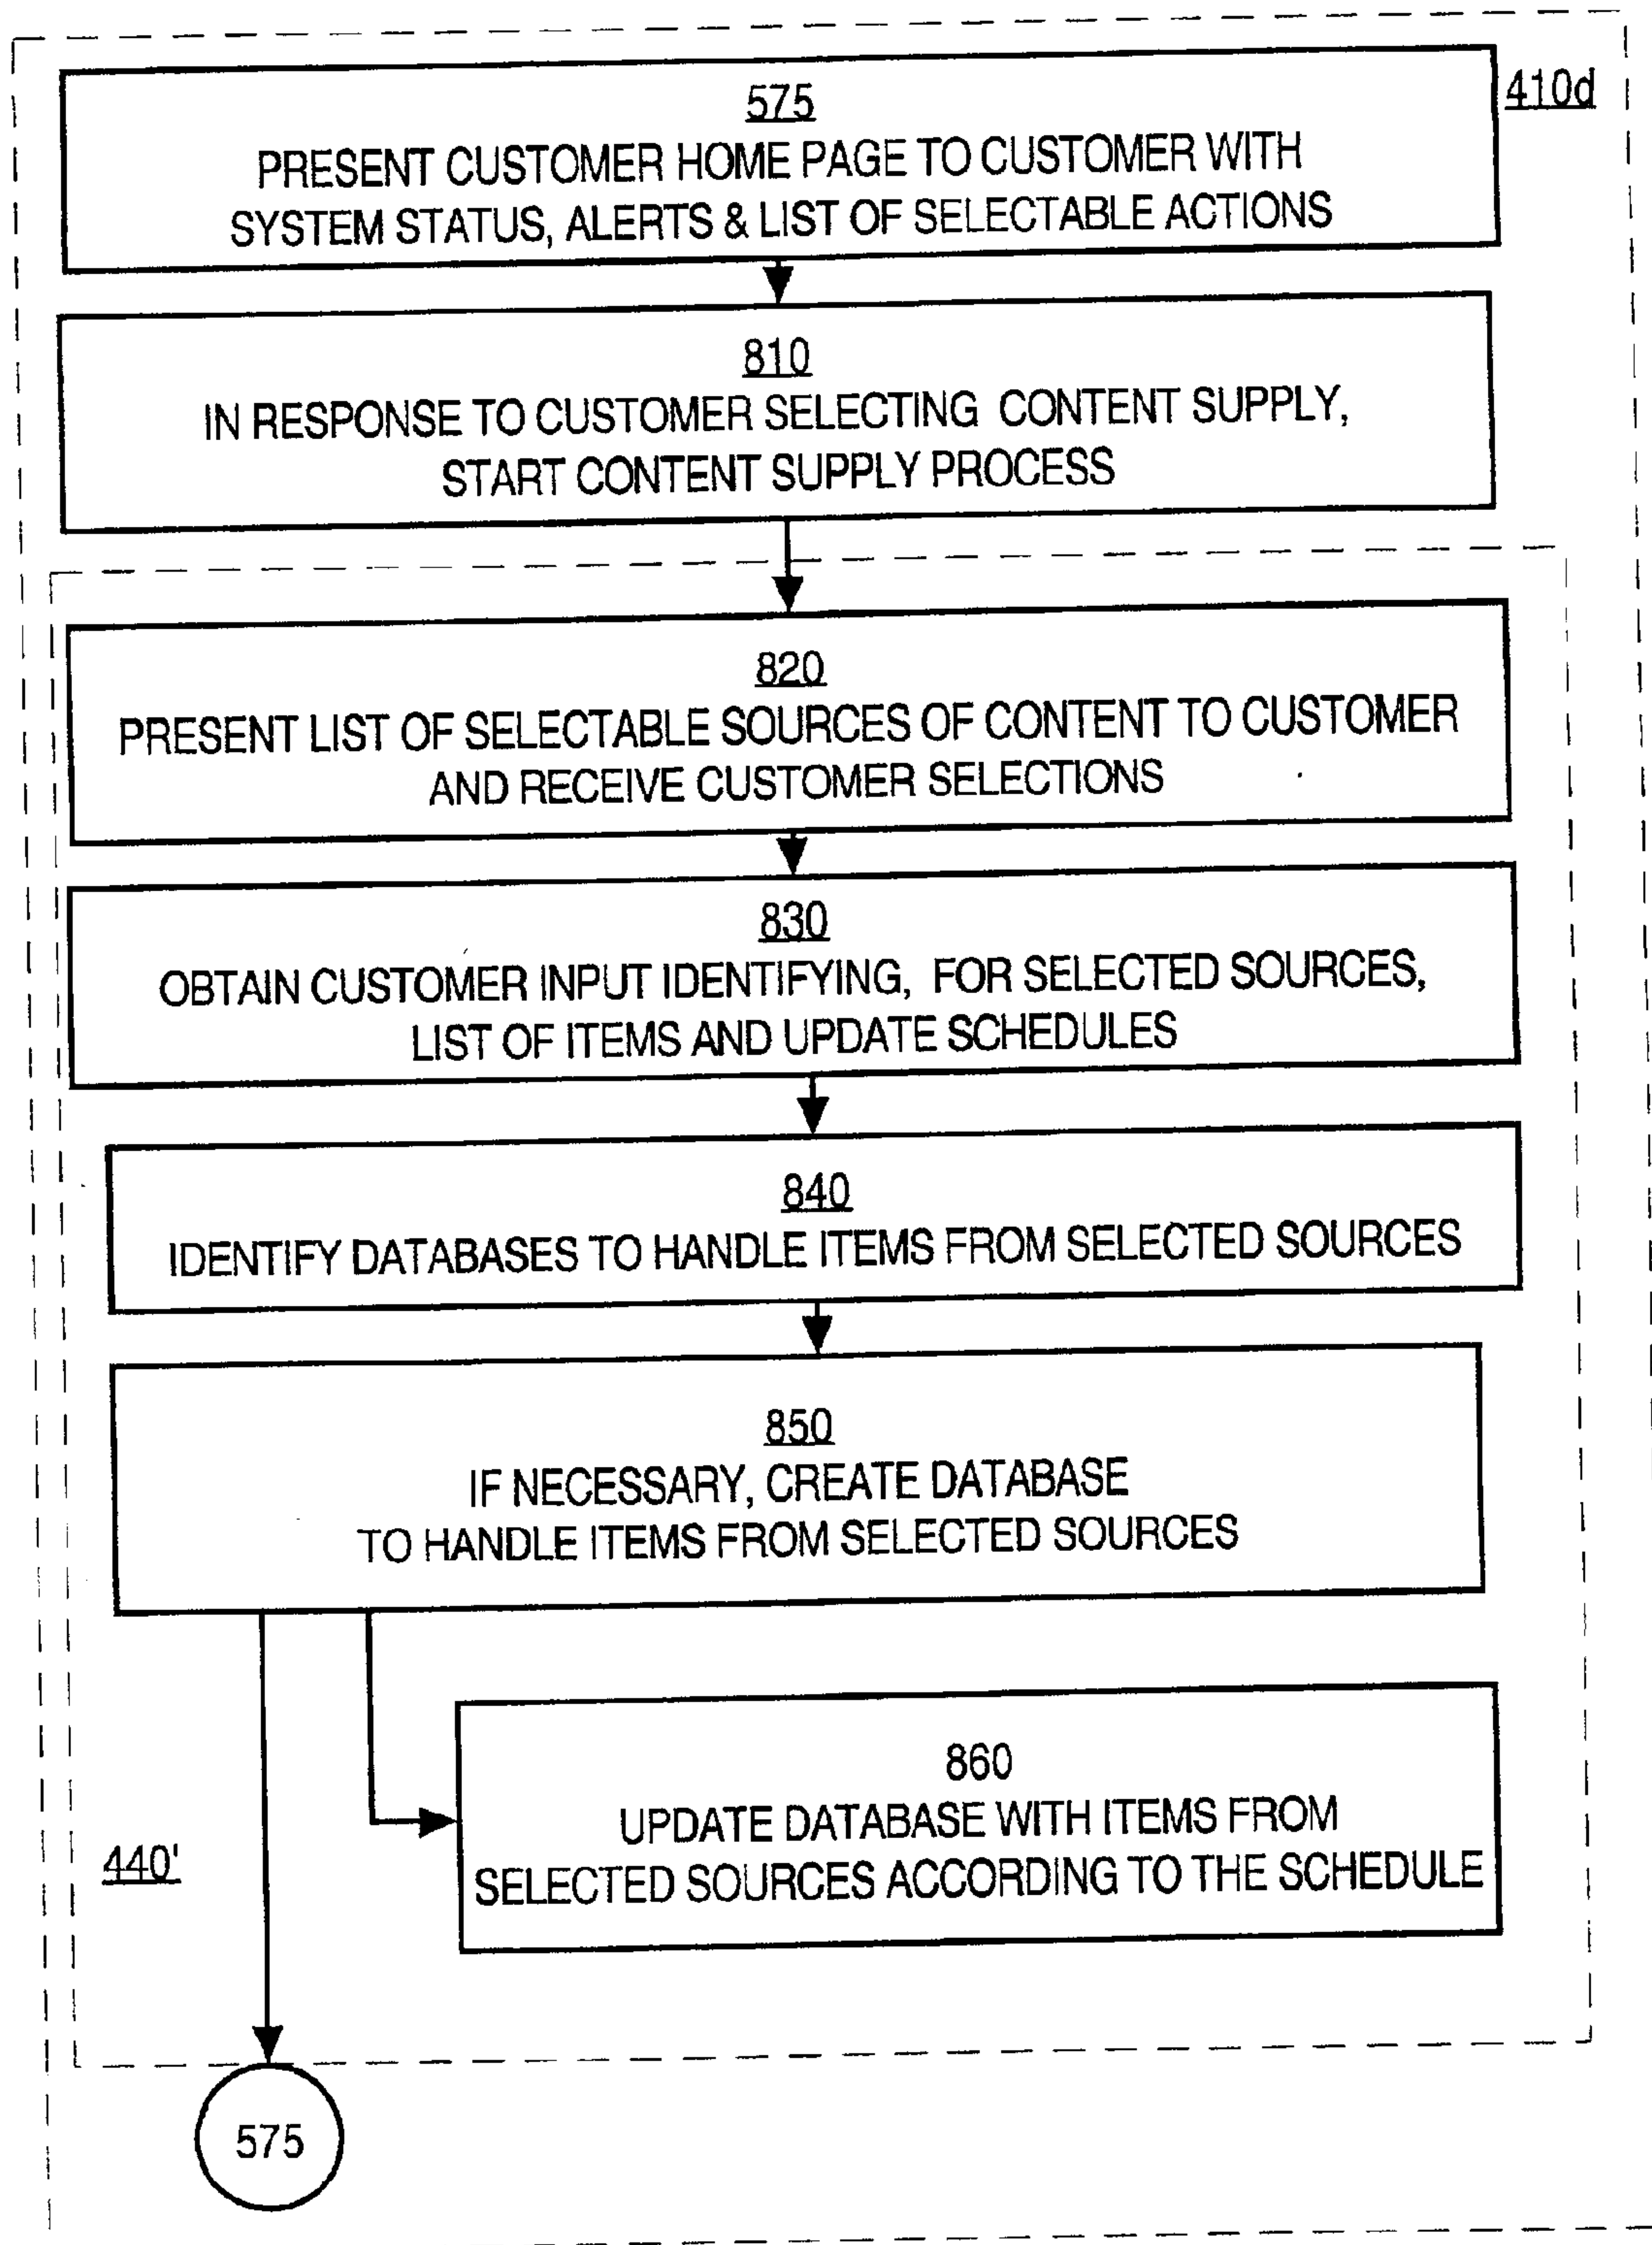 410d
575
PRESENT CUSTOMER HOME PAGE TO CUSTOMER WITH
SYSTEM STATUS, ALERTS & LIST OF SELECTABLE ACTIONS
810
IN RESPONSE TO CUSTOMER SELECTING CONTENT SUPPLY,
START CONTENT SUPPLY PROCESS
820
PRESENT LIST OF SELECTABLE SOURCES OF CONTENT TO CUSTOMER
AND RECEIVE CUSTOMER SELECTIONS
830
OBTAIN CUSTOMER INPUT IDENTIFYING, FOR SELECTED SOURCES,
LIST OF ITEMS AND UPDATE SCHEDULES
840
IDENTIFY DATABASES TO HANDLE ITEMS FROM SELECTED SOURCES
850
IF NECESSARY, CREATE DATABASE
TO HANDLE ITEMS FROM SELECTED SOURCES
860
UPDATE DATABASE WITH ITEMS FROM
SELECTED SOURCES ACCORDING TO THE SCHEDULE
440'
575